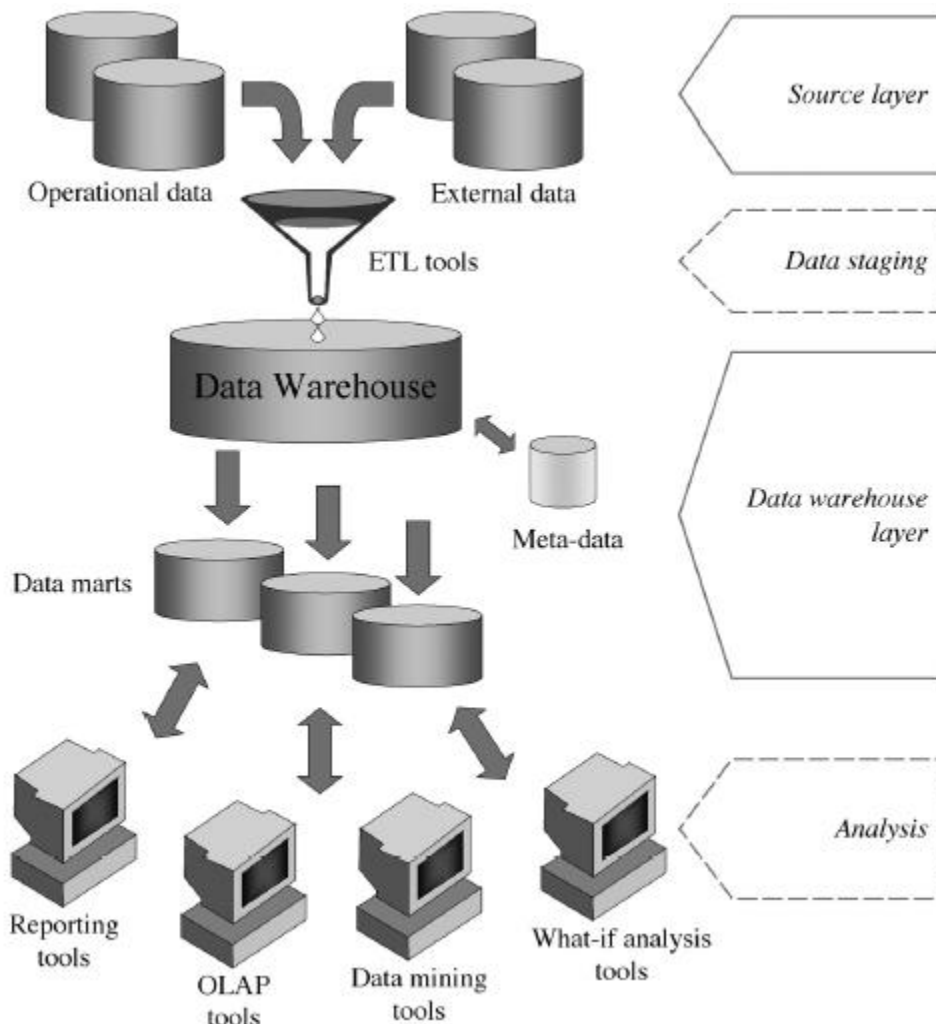 Operational data
External data
Source layer
ETL tools
Data staging
Data Warehouse
Meta-data
Data warehouse
layer
Data marts
Reporting
tools
OLAP
tools
Data mining
tools
What-if analysis
tools
Analysis